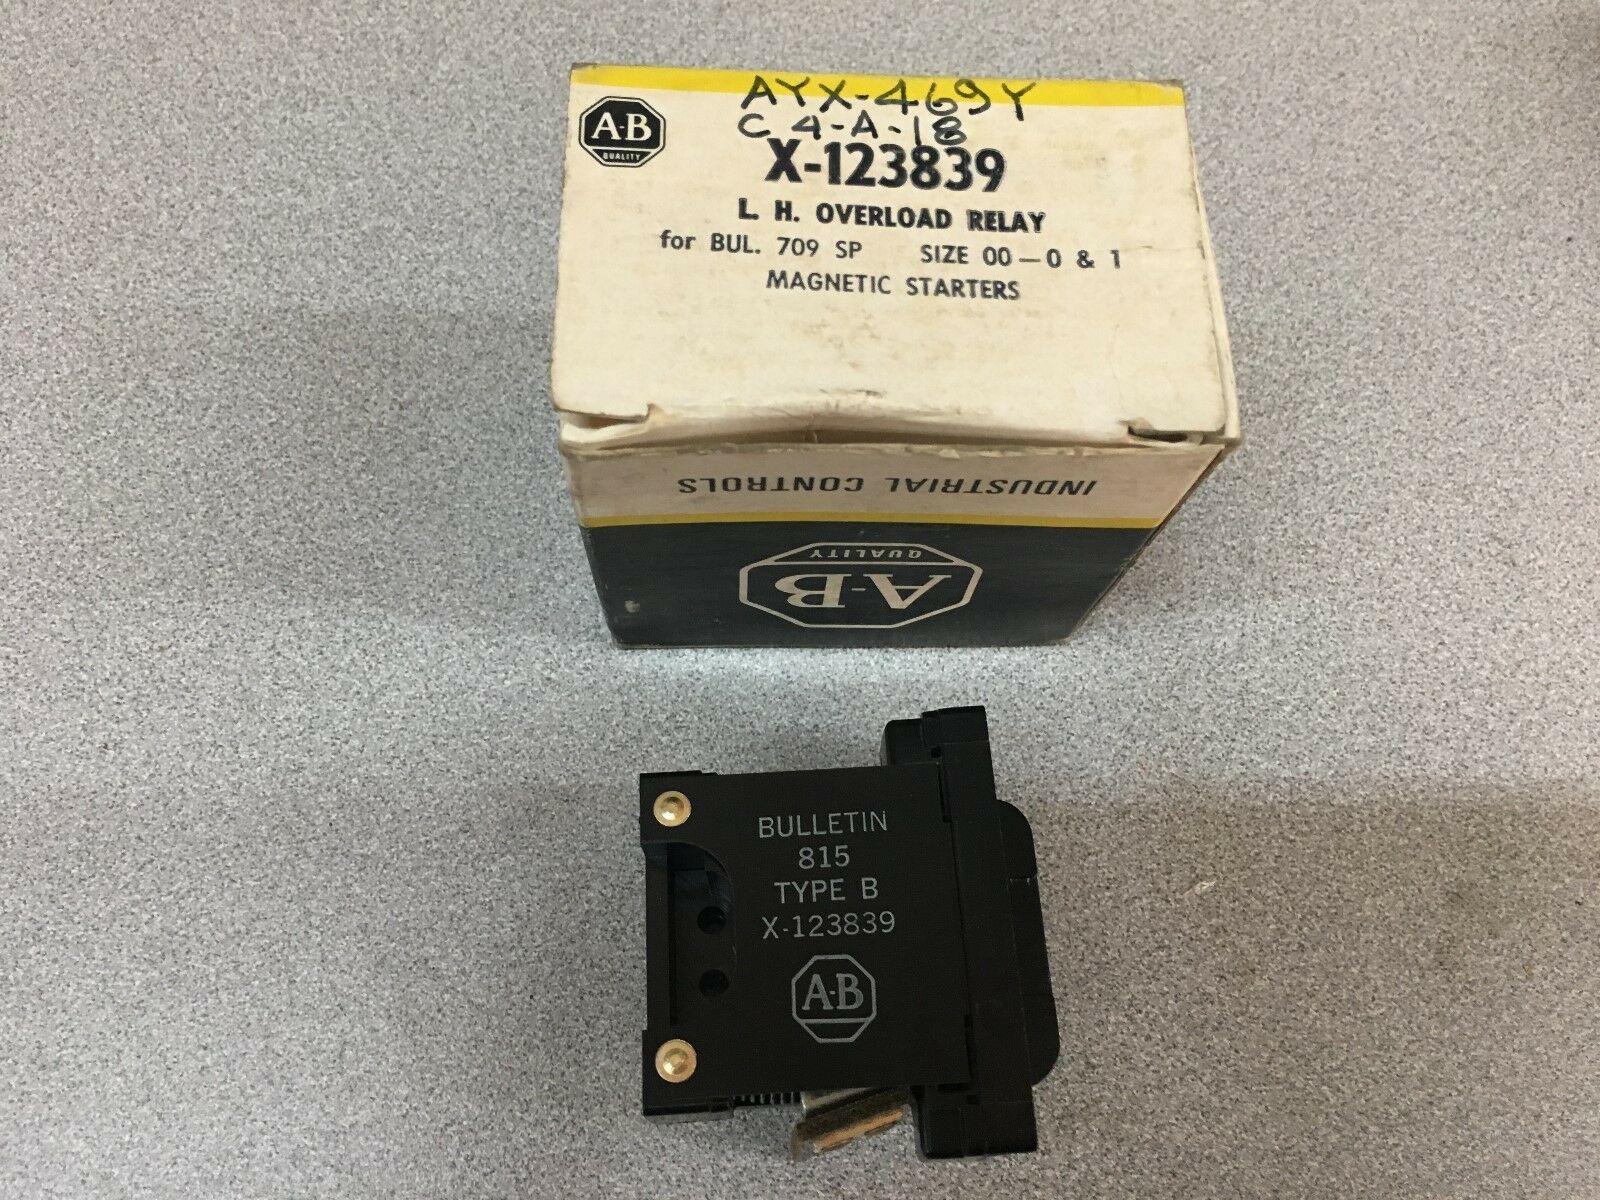 AYX-469Y
C 4-A-18
A-B
QUALITY
X-123839
L. H. OVERLOAD RELAY
for BUL. 709 SP SIZE 00-0 & 1
MAGNETIC STARTERS
INDUSTRIAL CONTROLS
A-B
QUALITY
BULLETIN
815
TYPE B
X-123839
A-B